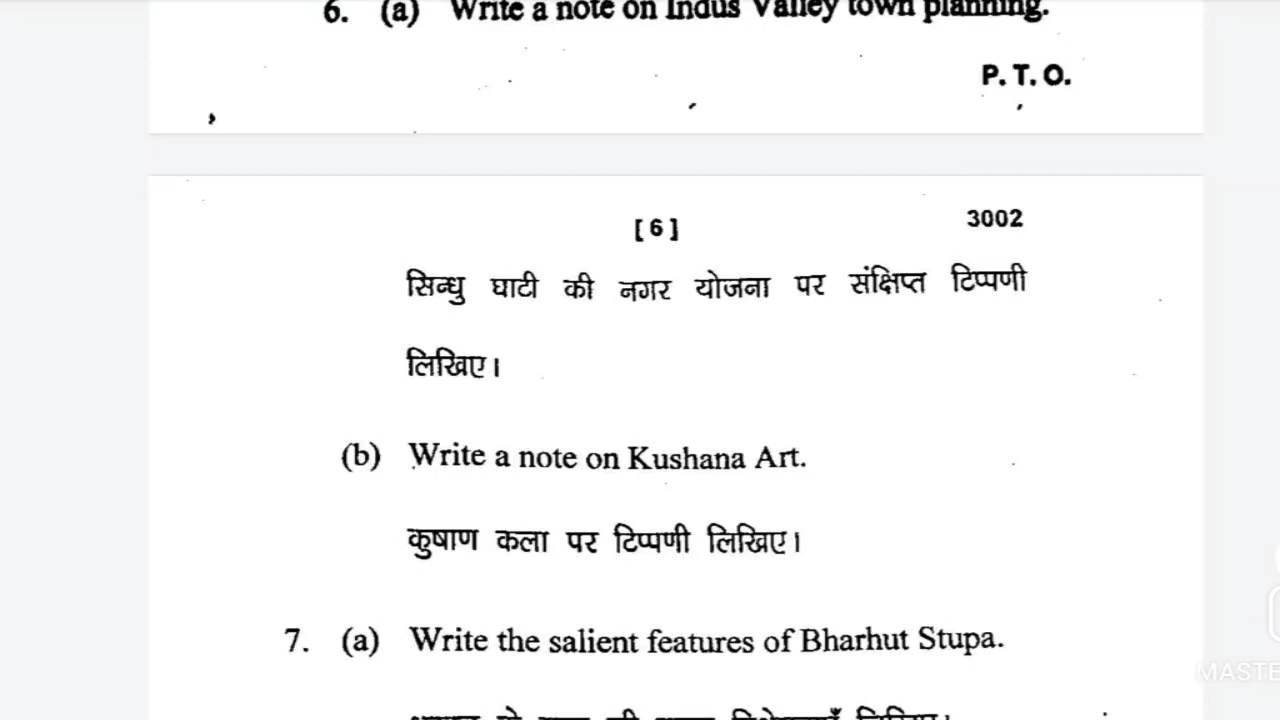 6. (a) Write a note on Indus Valley town planning.
P. T. O.
[ 6 ] 3002
सिन्धु घाटी की नगर योजना पर संक्षिप्त टिप्पणी
लिखिए।
(b) Write a note on Kushana Art.
कुषाण कला पर टिप्पणी लिखिए।
7. (a) Write the salient features of Bharhut Stupa.
लिखिए।
MASTE